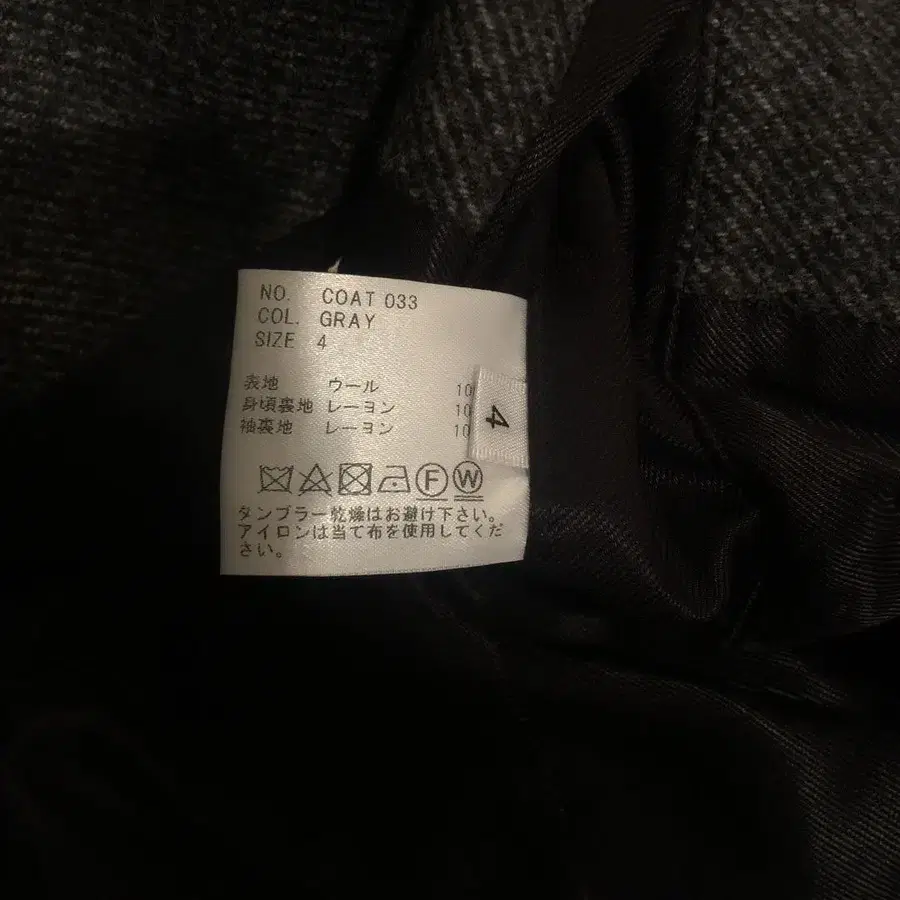 NO. COAT 033
COL. GRAY
SIZE 4
表地 ウール 10
身頃裏地 レーヨン 10
袖裏地 レーヨン 10
4
F W
タンブラー乾燥はお避け下さい。
アイロンは当て布を使用してくだ
さい。